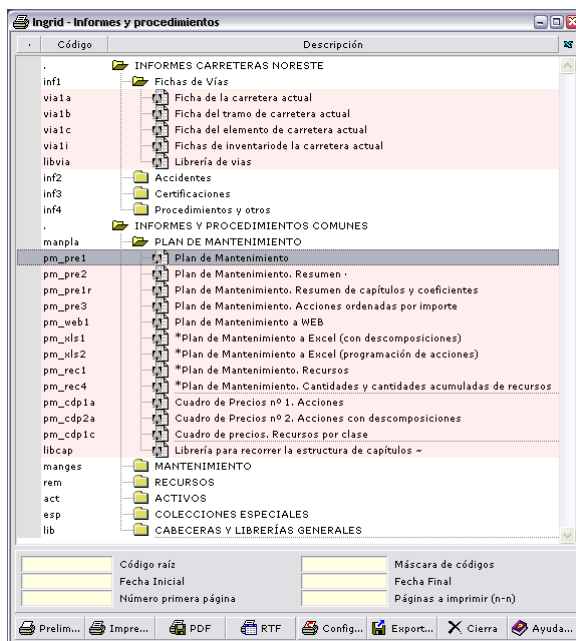 Ingrid - Informes y procedimientos
· Código Descripción
. INFORMES CARRETERAS NORESTE
inf1 Fichas de Vías
via1a Ficha de la carretera actual
via1b Ficha del tramo de carretera actual
via1c Ficha del elemento de carretera actual
via1i Fichas de inventariode la carretera actual
libvia Librería de vias
inf2 Accidentes
inf3 Certificaciones
inf4 Procedimientos y otros
. INFORMES Y PROCEDIMIENTOS COMUNES
manpla PLAN DE MANTENIMIENTO
pm_pre1 Plan de Mantenimiento
pm_pre2 Plan de Mantenimiento. Resumen ·
pm_pre1r Plan de Mantenimiento. Resumen de capítulos y coeficientes
pm_pre3 Plan de Mantenimiento. Acciones ordenadas por importe
pm_web1 Plan de Mantenimiento a WEB
pm_xls1 *Plan de Mantenimiento a Excel (con descomposiciones)
pm_xls2 *Plan de Mantenimiento a Excel (programación de acciones)
pm_rec1 *Plan de Mantenimiento. Recursos
pm_rec4 *Plan de Mantenimiento. Cantidades y cantidades acumuladas de recursos
pm_cdp1a Cuadro de Precios nº 1. Acciones
pm_cdp2a Cuadro de Precios nº 2. Acciones con descomposiciones
pm_cdp1c Cuadro de precios. Recursos por clase
libcap Librería para recorrer la estructura de capítulos ~
manges MANTENIMIENTO
rem RECURSOS
act ACTIVOS
esp COLECCIONES ESPECIALES
lib CABECERAS Y LIBRERÍAS GENERALES
Código raíz Máscara de códigos
Fecha Inicial Fecha Final
Número primera página Páginas a imprimir (n-n)
Prelim... Impre... PDF RTF Config... Export... Cierra Ayuda...